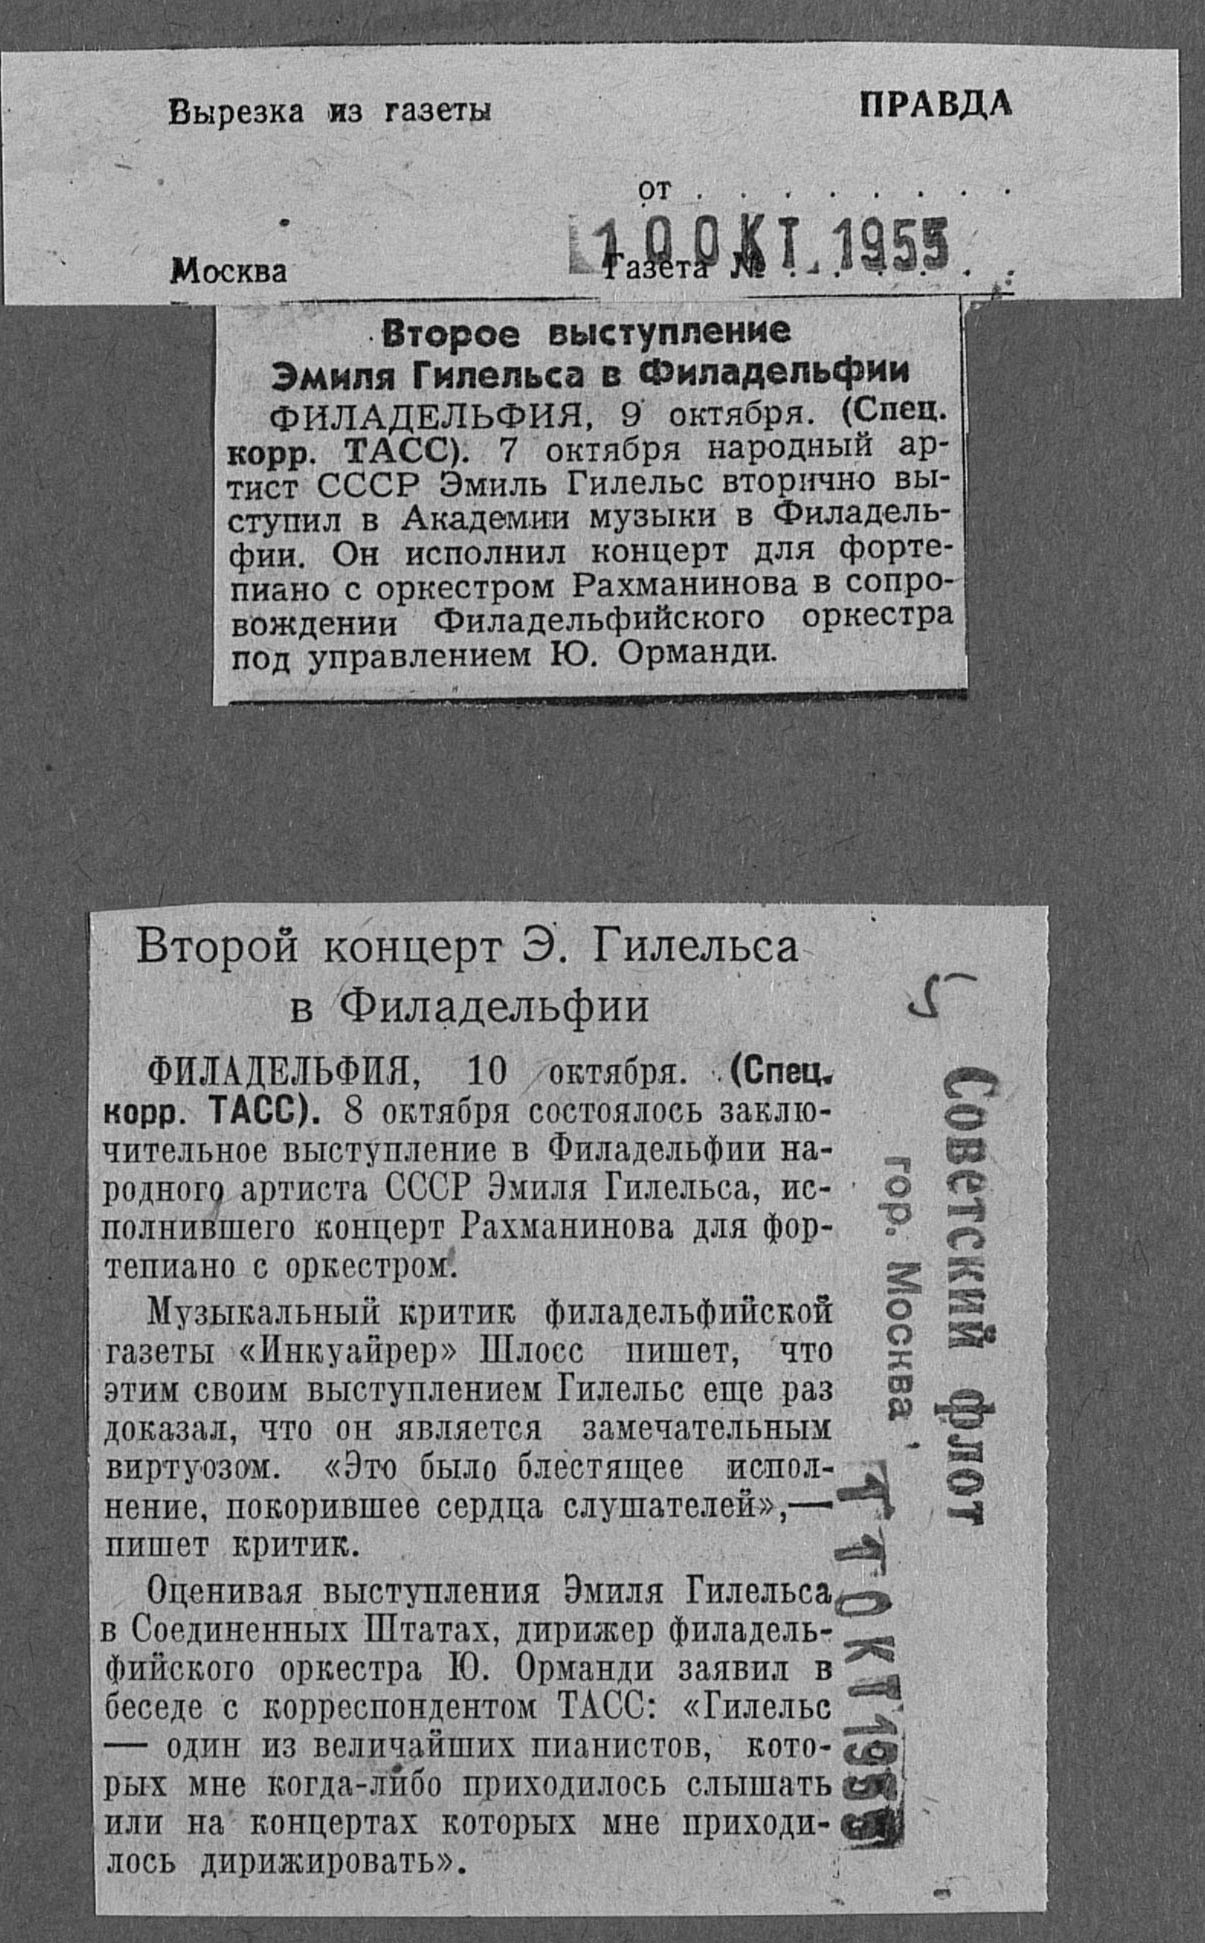 Вырезка из газеты
ПРАВДА
от . . . . . . . .
10 ОКТ 1955
Москва
Газета № . . . . . .
Второе выступление
Эмиля Гилельса в Филадельфии
ФИЛАДЕЛЬФИЯ, 9 октября. (Спец.
корр. ТАСС). 7 октября народный ар-
тист СССР Эмиль Гилельс вторично вы-
ступил в Академии музыки в Филадель-
фии. Он исполнил концерт для форте-
пиано с оркестром Рахманинова в сопро-
вождении Филадельфийского оркестра
под управлением Ю. Орманди.
Второй концерт Э. Гилельса
в Филадельфии
ФИЛАДЕЛЬФИЯ, 10 октября. (Спец.
корр. ТАСС). 8 октября состоялось заклю-
чительное выступление в Филадельфии на-
родного артиста СССР Эмиля Гилельса, ис-
полнившего концерт Рахманинова для фор-
тепиано с оркестром.
Музыкальный критик филадельфийской
газеты «Инкуайрер» Шлосс пишет, что
этим своим выступлением Гилельс еще раз
доказал, что он является замечательным
виртуозом. «Это было блестящее испол-
нение, покорившее сердца слушателей»,—
пишет критик.
Оценивая выступления Эмиля Гилельса
в Соединенных Штатах, дирижер филадель-
фийского оркестра Ю. Орманди заявил в
беседе с корреспондентом ТАСС: «Гилельс
— один из величайших пианистов, кото-
рых мне когда-либо приходилось слышать
или на концертах которых мне приходи-
лось дирижировать».
Советский флот
гор. Москва
11 ОКТ 1955